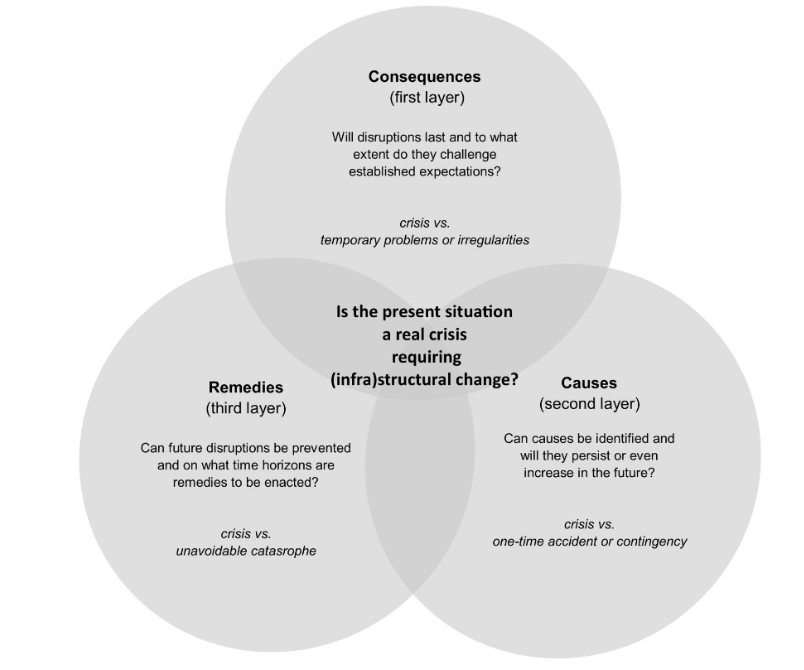 Consequences
(first layer)
Will disruptions last and to what
extent do they challenge
established expectations?
crisis vs.
temporary problems or irregularities
Is the present situation
a real crisis
requiring
(infra)structural change?
Remedies
(third layer)
Can future disruptions be prevented
and on what time horizons are
remedies to be enacted?
crisis vs.
unavoidable catasrophe
Causes
(second layer)
Can causes be identified and
will they persist or even
increase in the future?
crisis vs.
one-time accident or contingency